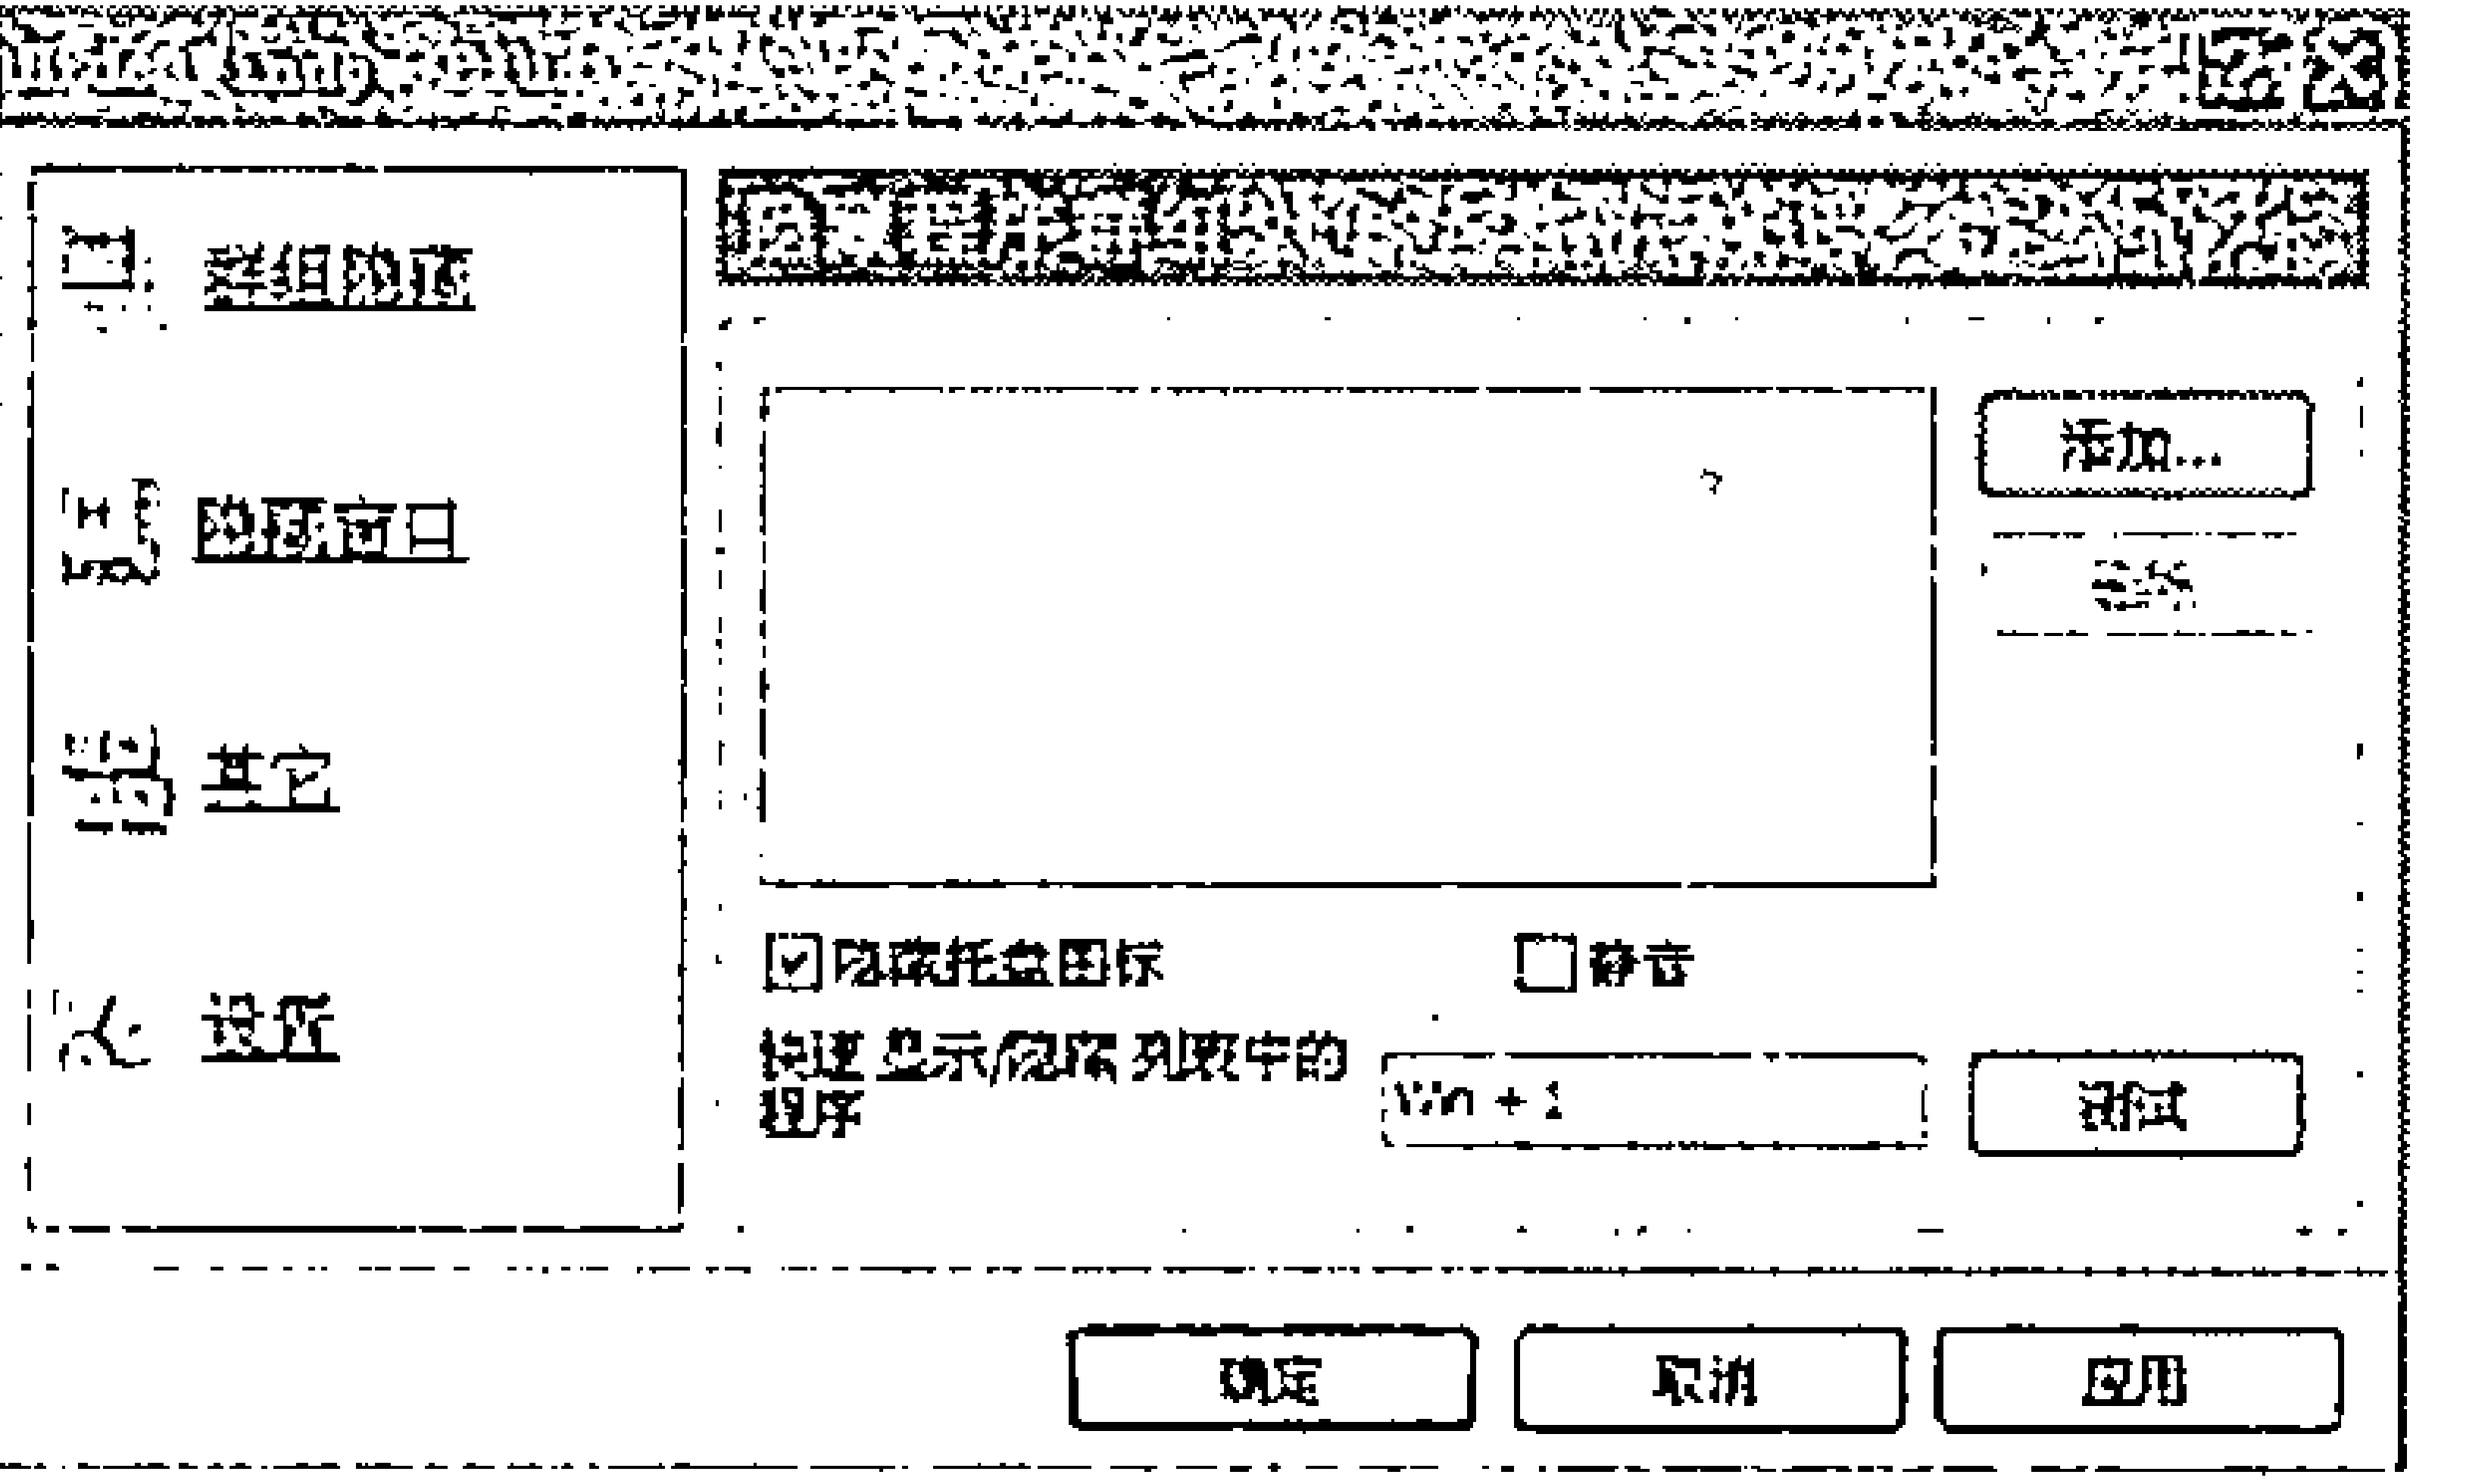 群组隐藏
隐藏窗口
其它
设置
添加...
隐藏托盘图标
静音
快速 显示/隐藏 列表中的
程序
Win + 1
测试
确定
取消
应用